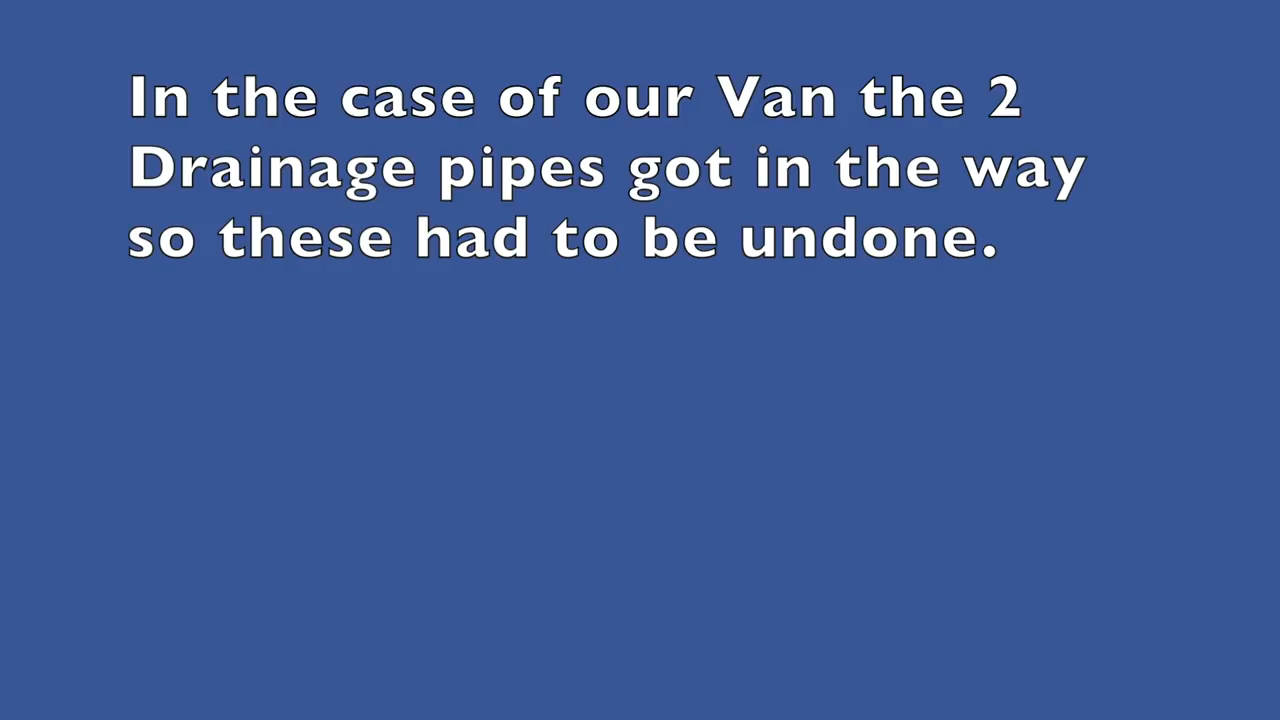 In the case of our Van the 2
Drainage pipes got in the way
so these had to be undone.